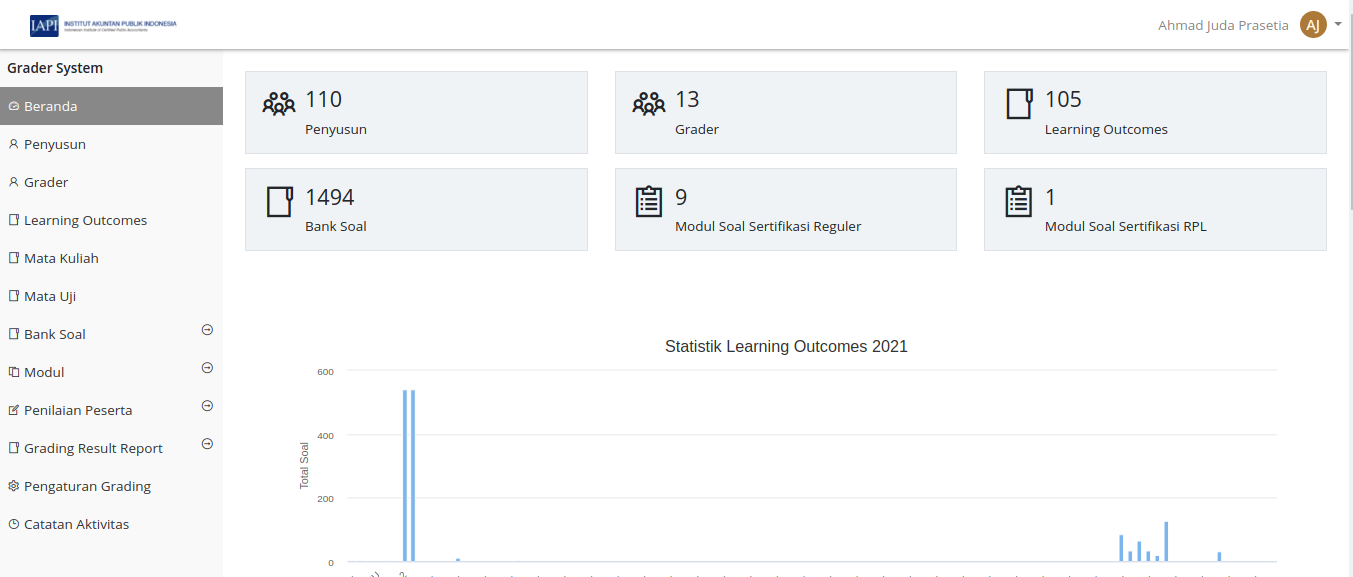 IAPI INSTITUT AKUNTAN PUBLIK INDONESIA
Indonesian Institute of Certified Public Accountants
Ahmad Juda Prasetia AJ
Grader System
Beranda
Penyusun
Grader
Learning Outcomes
Mata Kuliah
Mata Uji
Bank Soal
Modul
Penilaian Peserta
Grading Result Report
Pengaturan Grading
Catatan Aktivitas
110
Penyusun
13
Grader
105
Learning Outcomes
1494
Bank Soal
9
Modul Soal Sertifikasi Reguler
1
Modul Soal Sertifikasi RPL
Statistik Learning Outcomes 2021
Total Soal
600
400
200
0